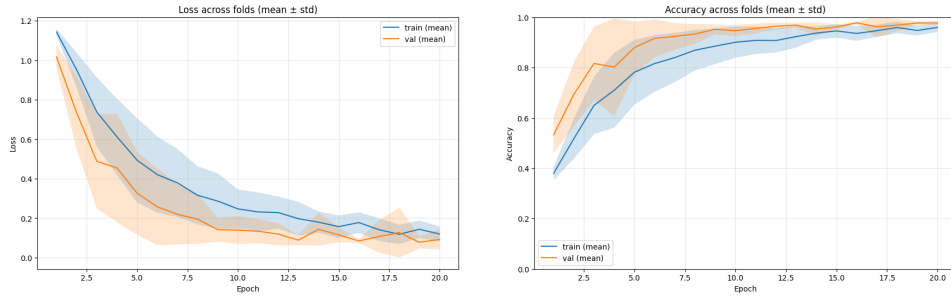 Loss across folds (mean ± std)
train (mean)
val (mean)
1.2
1.0
0.8
0.6
0.4
0.2
0.0
Loss
2.5 5.0 7.5 10.0 12.5 15.0 17.5 20.0
Epoch
Accuracy across folds (mean ± std)
1.0
0.8
0.6
0.4
0.2
0.0
Accuracy
train (mean)
val (mean)
2.5 5.0 7.5 10.0 12.5 15.0 17.5 20.0
Epoch